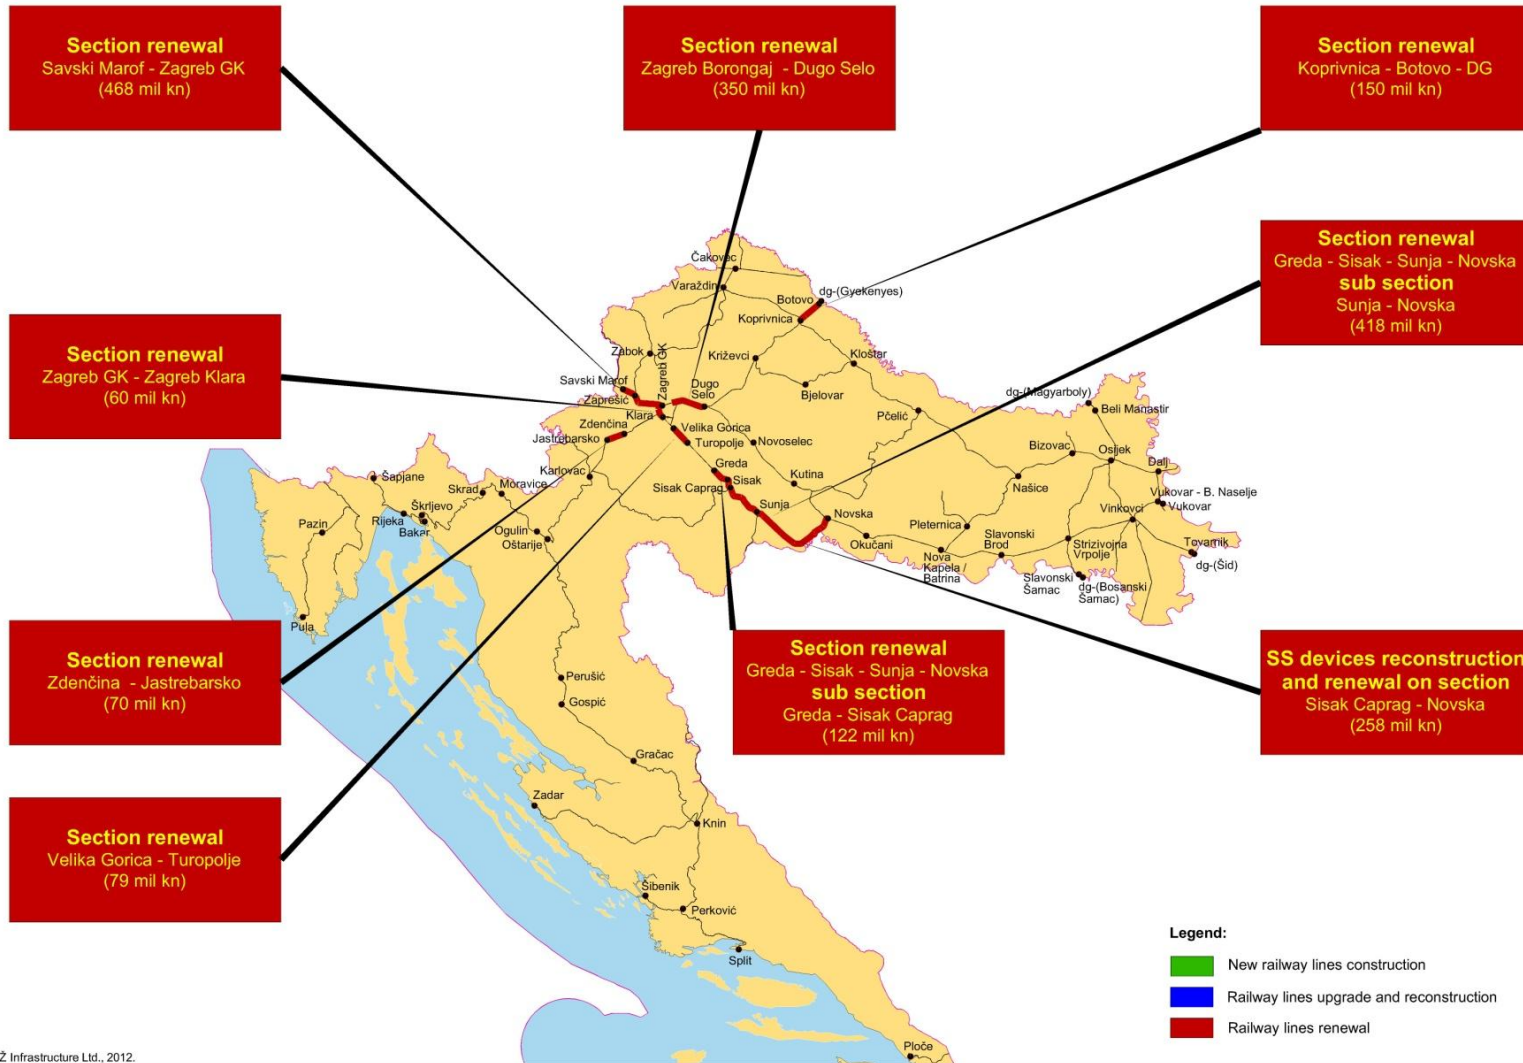 Section renewal
Savski Marof - Zagreb GK
(468 mil kn)
Section renewal
Zagreb Borongaj - Dugo Selo
(350 mil kn)
Section renewal
Koprivnica - Botovo - DG
(150 mil kn)
Section renewal
Greda - Sisak - Sunja - Novska
sub section
Sunja - Novska
(418 mil kn)
Section renewal
Zagreb GK - Zagreb Klara
(60 mil kn)
Section renewal
Zdenčina - Jastrebarsko
(70 mil kn)
Section renewal
Greda - Sisak - Sunja - Novska
sub section
Greda - Sisak Caprag
(122 mil kn)
SS devices reconstruction
and renewal on section
Sisak Caprag - Novska
(258 mil kn)
Section renewal
Velika Gorica - Turopolje
(79 mil kn)
Čakovec
Varaždin
Botovo
dg-(Gyekenyes)
Koprivnica
Zabok
Zagreb GK
Križevci
Kloštar
Savski Marof
Zaprešić
Dugo
Selo
Bjelovar
dg-(Magyarboly)
Beli Manastir
Klara
Pčelić
Zdenčina
Velika Gorica
Jastrebarsko
Turopolje
Novoselec
Bizovac
Osijek
Dalj
Greda
Karlovac
Sisak
Kutina
Našice
Šapjane
Moravice
Skrad
Sisak Caprag
Vukovar - B. Naselje
Vukovar
Sunja
Novska
Vinkovci
Škrljevo
Rijeka
Bakar
Pazin
Ogulin
Oštarije
Okučani
Pleternica
Nova
Kapela /
Batrina
Slavonski
Brod
Strizivojna
Vrpolje
Tovarnik
dg-(Šid)
Slavonski
Šamac
dg-(Bosanski
Šamac)
Pula
Perušić
Gospić
Gračac
Zadar
Knin
Šibenik
Perković
Split
Ploče
Legend:
New railway lines construction
Railway lines upgrade and reconstruction
Railway lines renewal
Ž Infrastructure Ltd., 2012.